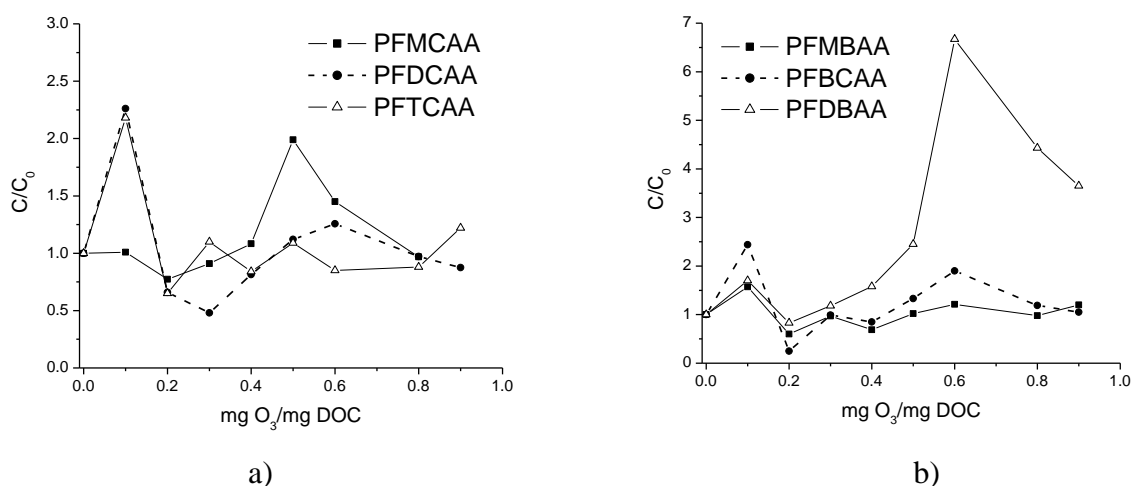 3.0
2.5
2.0
1.5
1.0
0.5
0.0
C/C₀
PFMCAA
PFDCAA
PFTCAA
0.0 0.2 0.4 0.6 0.8 1.0
mg O₃/mg DOC
a)
7
6
5
4
3
2
1
0
C/C₀
PFMBAA
PFBCAA
PFDBAA
0.0 0.2 0.4 0.6 0.8 1.0
mg O₃/mg DOC
b)